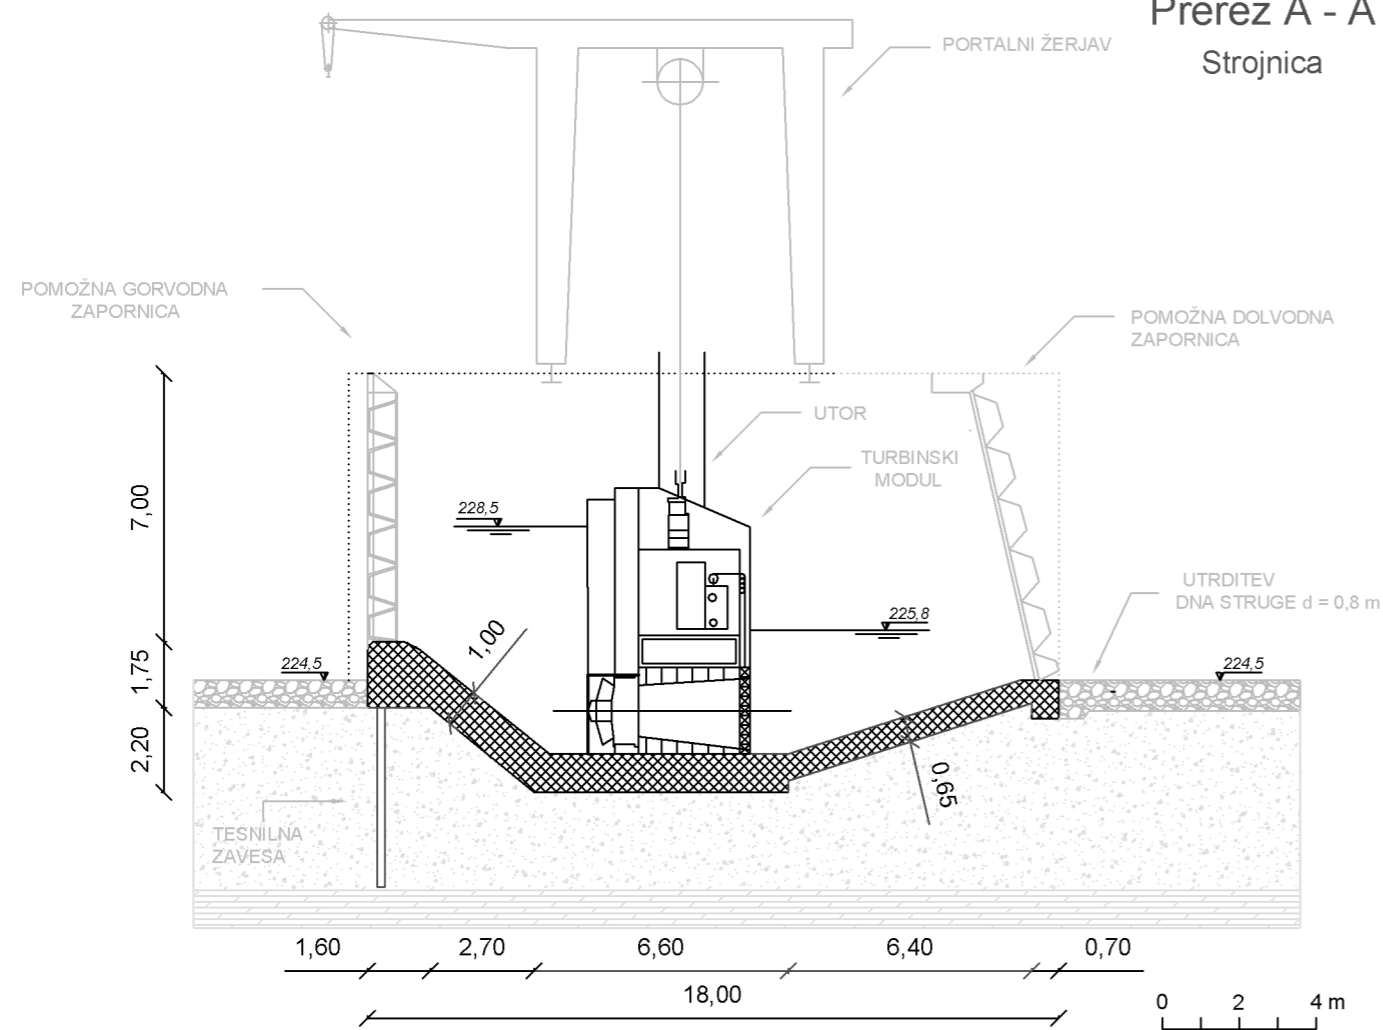 Prerez A - A
Strojnica
PORTALNI ŽERJAV
POMOŽNA GORVODNA
ZAPORNICA
POMOŽNA DOLVODNA
ZAPORNICA
UTOR
TURBINSKI
MODUL
7,00
228,5
225,8
UTRDITEV
DNA STRUGE d = 0,8 m
1,00
1,75
224,5
224,5
2,20
0,65
TESNILNA
ZAVESA
1,60
2,70
6,60
6,40
0,70
18,00
0 2 4 m